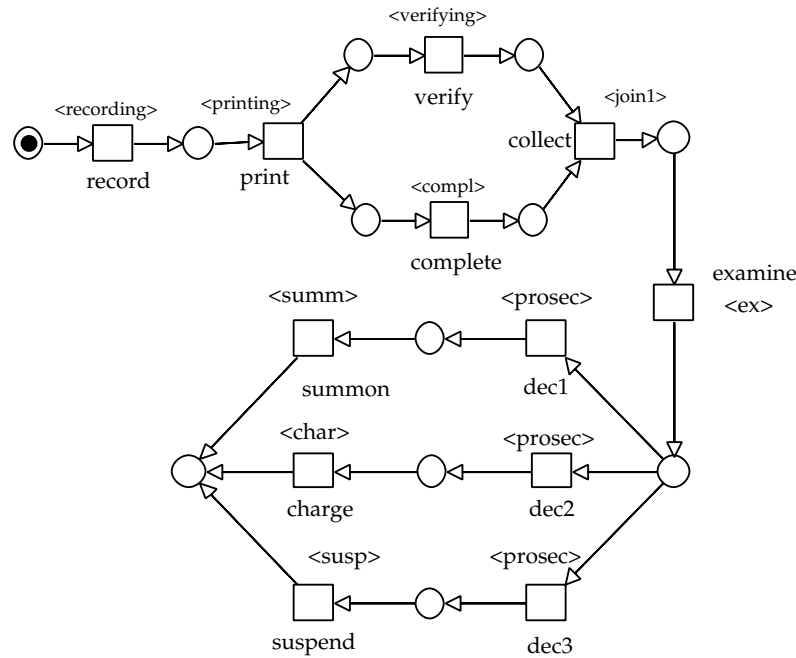 <verifying>
verify
<recording>
<printing>
<join1>
record
print
collect
<compl>
complete
examine
<ex>
<summ>
<prosec>
summon
dec1
<char>
<prosec>
charge
dec2
<susp>
<prosec>
suspend
dec3